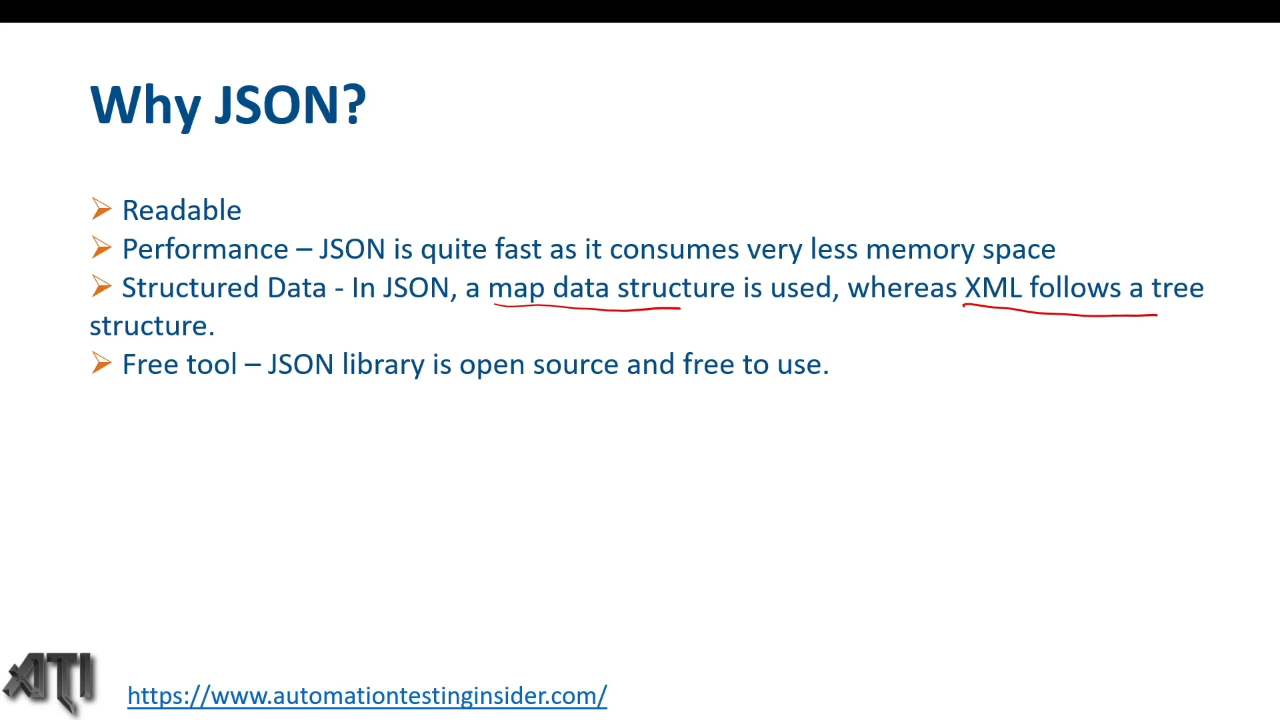 Why JSON?
➢ Readable
➢ Performance – JSON is quite fast as it consumes very less memory space
➢ Structured Data - In JSON, a map data structure is used, whereas XML follows a tree
structure.
➢ Free tool – JSON library is open source and free to use.
ATI
https://www.automationtestinginsider.com/